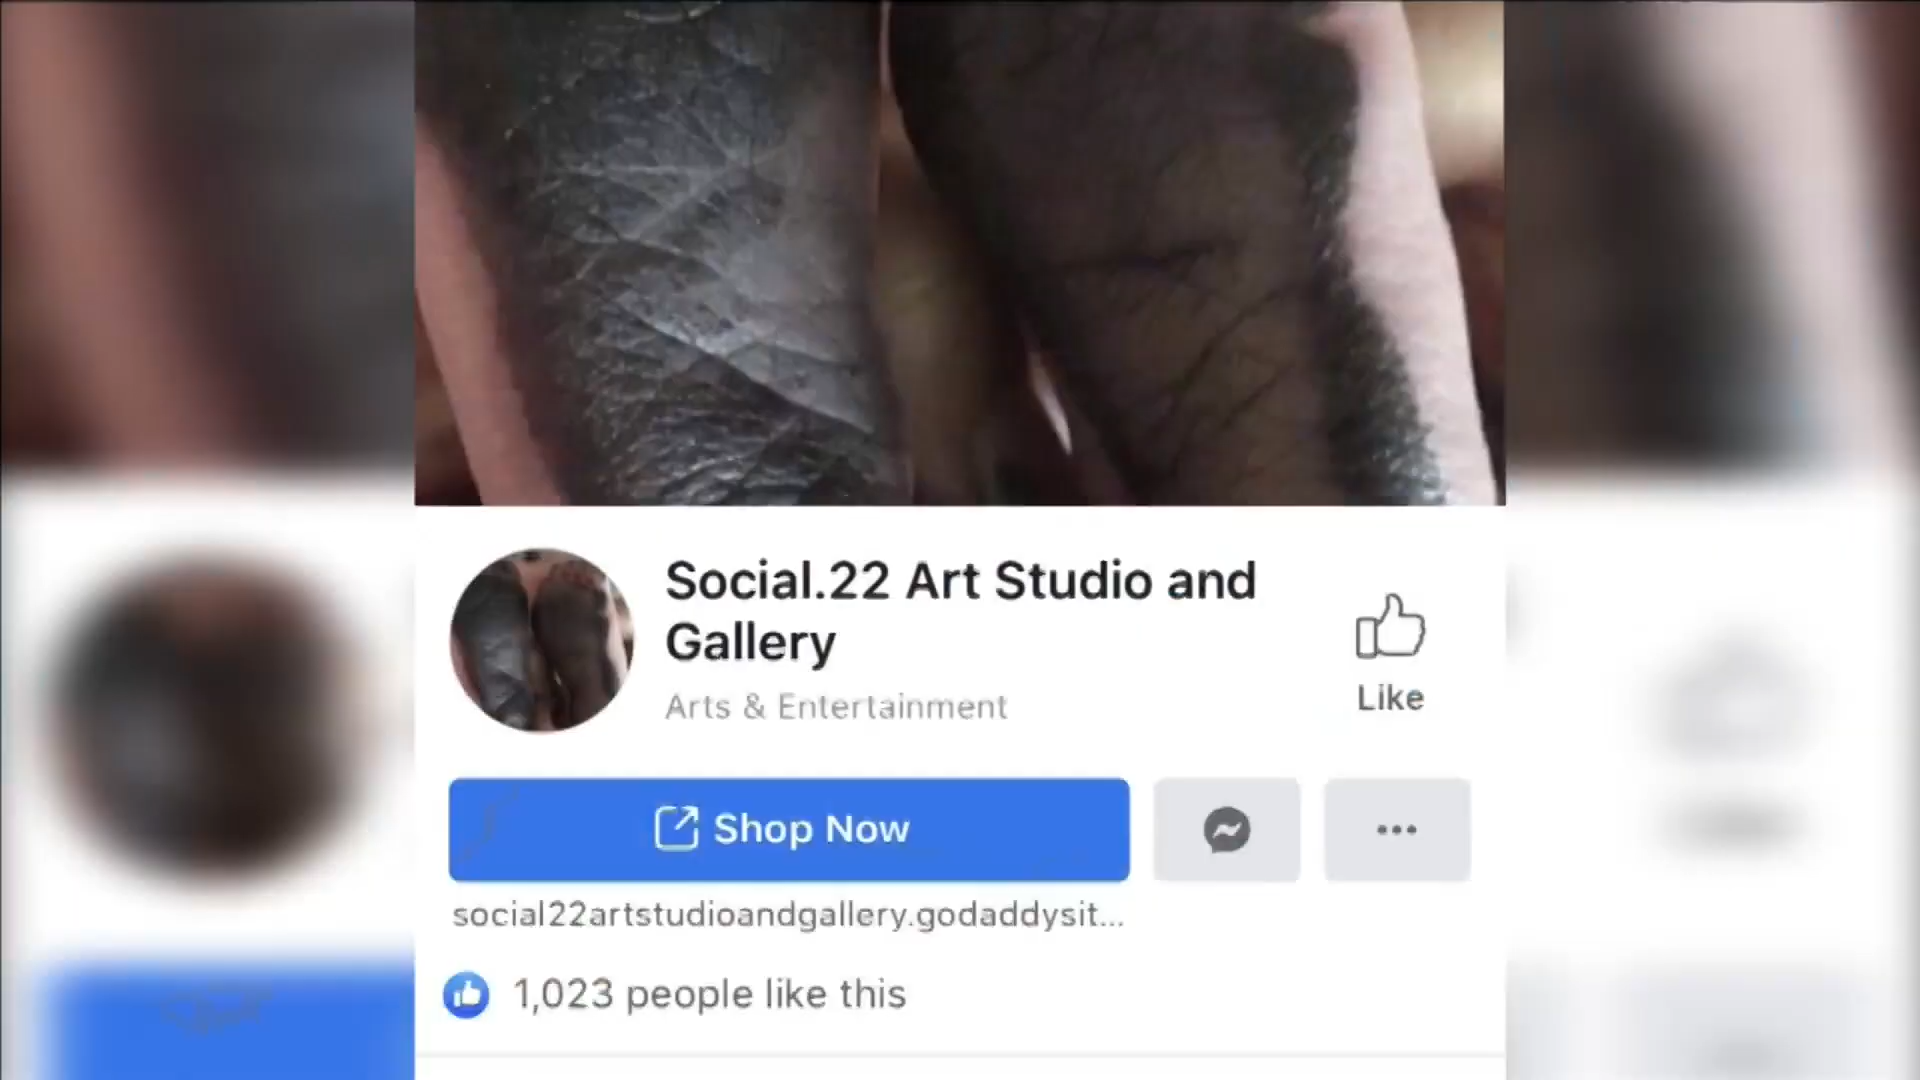 Social.22 Art Studio and
Gallery
Arts & Entertainment
Like
Shop Now
social22artstudioandgallery.godaddysit...
1,023 people like this